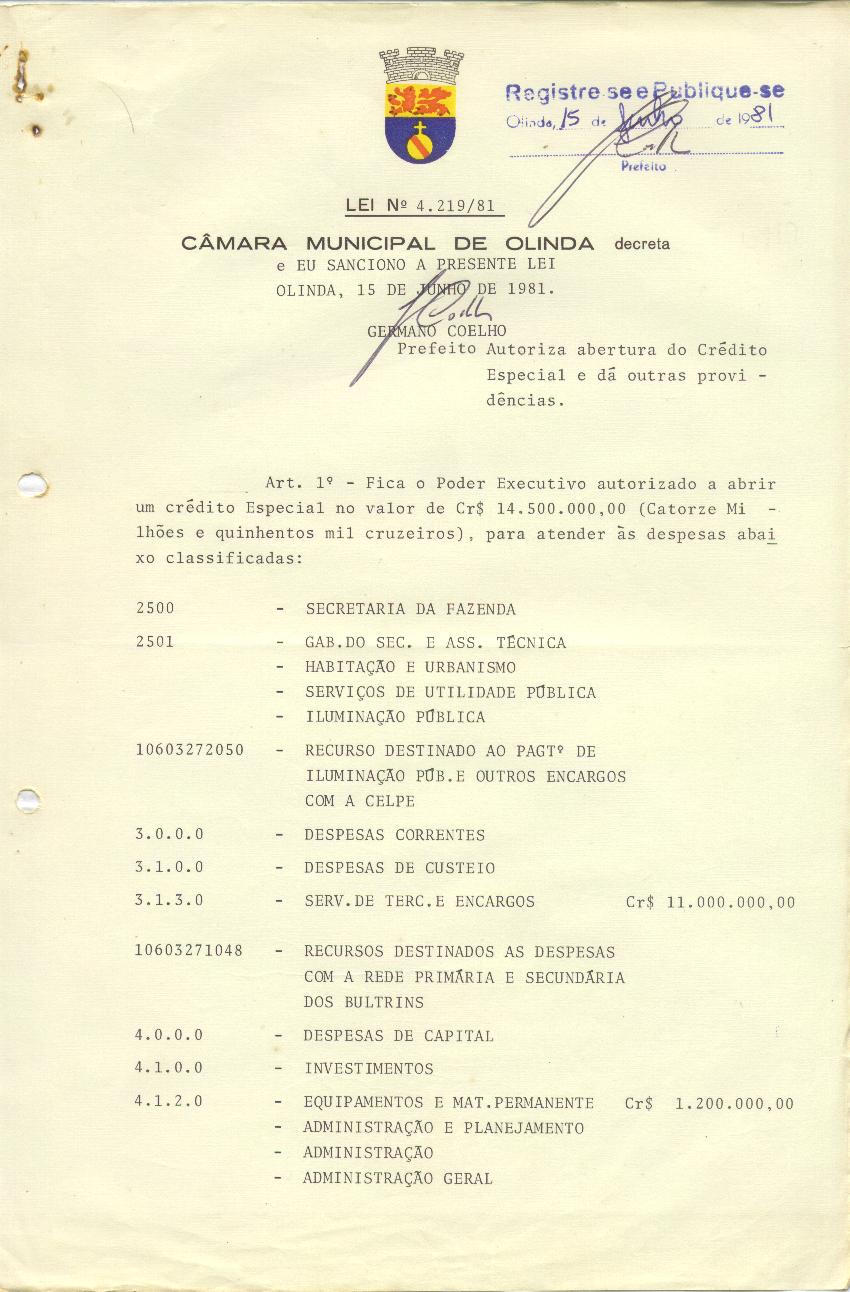 Registre-se e Publique-se
Olinda, 15 de Junho de 1981
Prefeito
LEI Nº 4.219/81
CÂMARA MUNICIPAL DE OLINDA decreta
e EU SANCIONO A PRESENTE LEI
OLINDA, 15 DE JUNHO DE 1981.
GERMANO COELHO
Prefeito Autoriza abertura do Crédito
Especial e dá outras provi -
dências.
Art. 1º - Fica o Poder Executivo autorizado a abrir
um crédito Especial no valor de Cr$ 14.500.000,00 (Catorze Mi -
lhões e quinhentos mil cruzeiros), para atender às despesas abai
xo classificadas:
2500 - SECRETARIA DA FAZENDA
2501 - GAB.DO SEC. E ASS. TÉCNICA
- HABITAÇÃO E URBANISMO
- SERVIÇOS DE UTILIDADE PÚBLICA
- ILUMINAÇÃO PÚBLICA
10603272050 - RECURSO DESTINADO AO PAGTº DE
ILUMINAÇÃO PÚB.E OUTROS ENCARGOS
COM A CELPE
3.0.0.0 - DESPESAS CORRENTES
3.1.0.0 - DESPESAS DE CUSTEIO
3.1.3.0 - SERV.DE TERC.E ENCARGOS Cr$ 11.000.000,00
10603271048 - RECURSOS DESTINADOS AS DESPESAS
COM A REDE PRIMÁRIA E SECUNDÁRIA
DOS BULTRINS
4.0.0.0 - DESPESAS DE CAPITAL
4.1.0.0 - INVESTIMENTOS
4.1.2.0 - EQUIPAMENTOS E MAT.PERMANENTE Cr$ 1.200.000,00
- ADMINISTRAÇÃO E PLANEJAMENTO
- ADMINISTRAÇÃO
- ADMINISTRAÇÃO GERAL